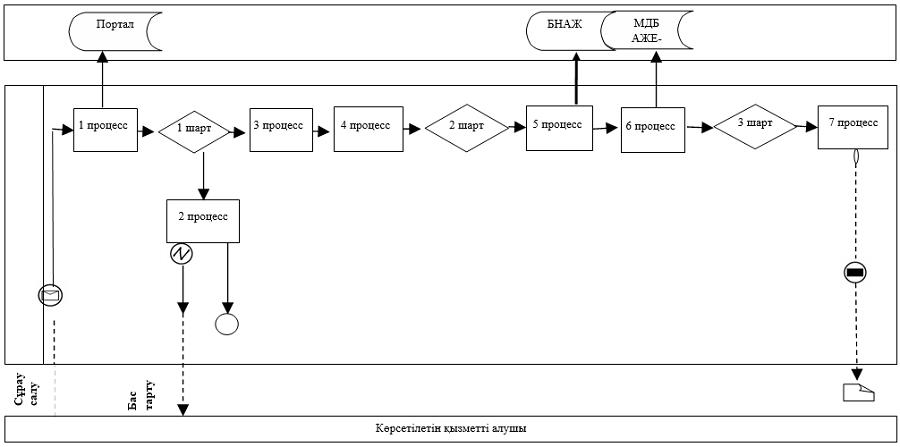 Портал
БНАЖ
МДБ
АЖЕ-
1 процесс
1 шарт
3 процесс
4 процесс
2 шарт
5 процесс
6 процесс
3 шарт
7 процесс
2 процесс
Сұрау
салу
Бас
тарту
Көрсетілетін қызметті алушы